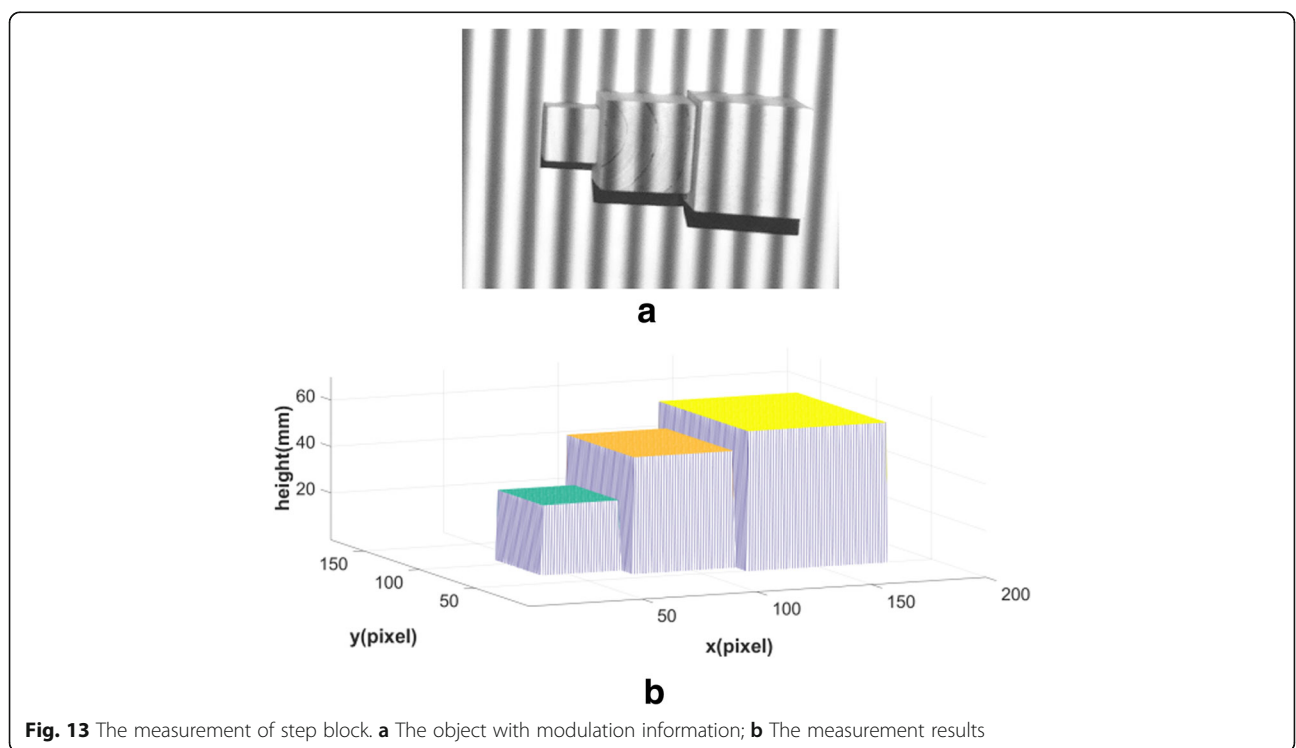 a
height(mm)
60
40
20
150
100
50
y(pixel)
50
100
150
200
x(pixel)
b
Fig. 13 The measurement of step block. a The object with modulation information; b The measurement results